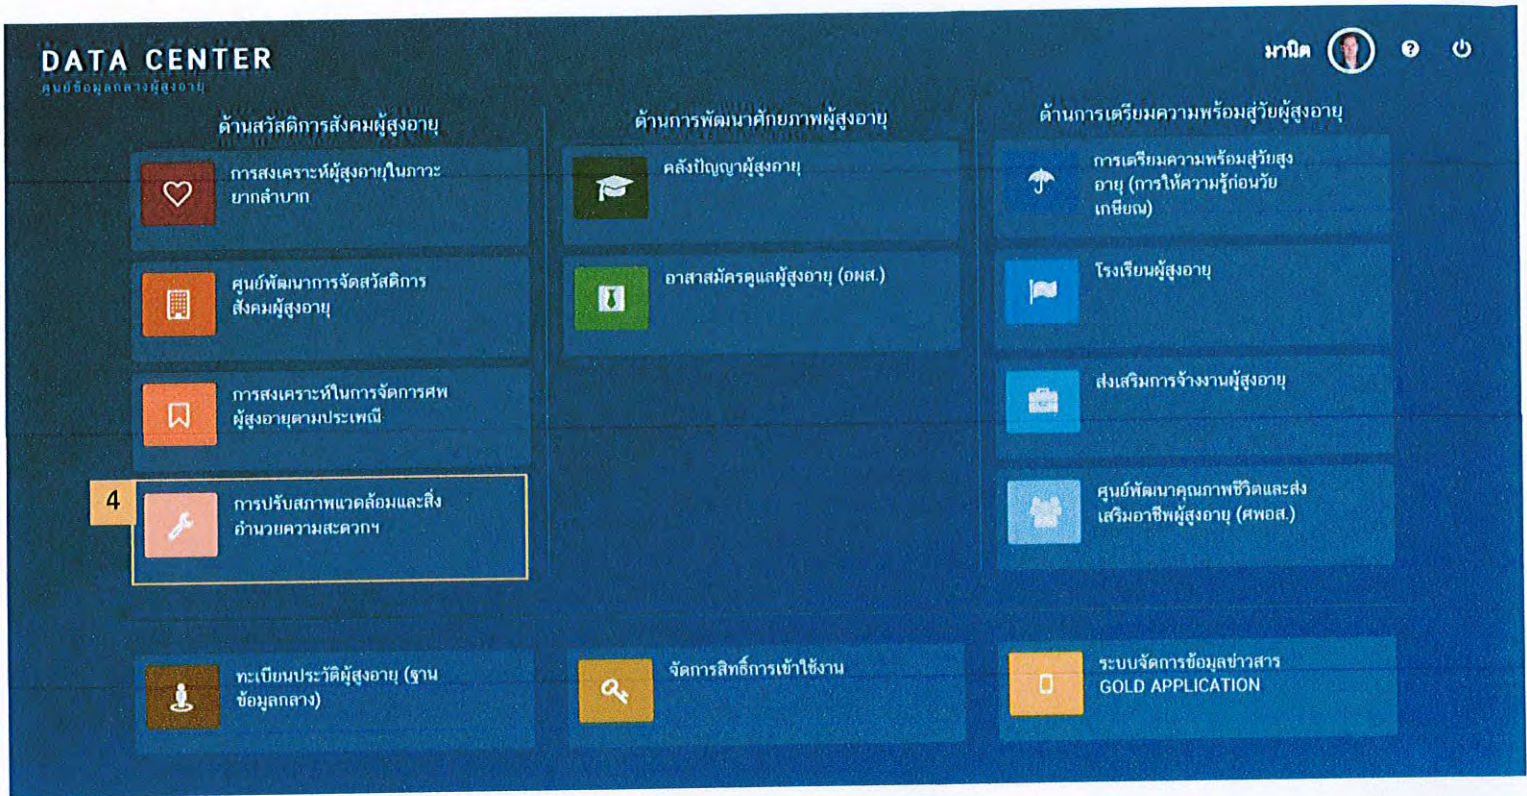 DATA CENTER
ศูนย์ข้อมูลกลางผู้สูงอายุ
มานิต
ด้านสวัสดิการสังคมผู้สูงอายุ
การสงเคราะห์ผู้สูงอายุในภาวะ
ยากลำบาก
ศูนย์พัฒนาการจัดสวัสดิการ
สังคมผู้สูงอายุ
การสงเคราะห์ในการจัดการศพ
ผู้สูงอายุตามประเพณี
4
การปรับสภาพแวดล้อมและสิ่ง
อำนวยความสะดวกฯ
ด้านการพัฒนาศักยภาพผู้สูงอายุ
คลังปัญญาผู้สูงอายุ
อาสาสมัครดูแลผู้สูงอายุ (อผส.)
ด้านการเตรียมความพร้อมสู่วัยผู้สูงอายุ
การเตรียมความพร้อมสู่วัยสูง
อายุ (การให้ความรู้ก่อนวัย
เกษียณ)
โรงเรียนผู้สูงอายุ
ส่งเสริมการจ้างงานผู้สูงอายุ
ศูนย์พัฒนาคุณภาพชีวิตและส่ง
เสริมอาชีพผู้สูงอายุ (ศพอส.)
ทะเบียนประวัติผู้สูงอายุ (ฐาน
ข้อมูลกลาง)
จัดการสิทธิ์การเข้าใช้งาน
ระบบจัดการข้อมูลข่าวสาร
GOLD APPLICATION